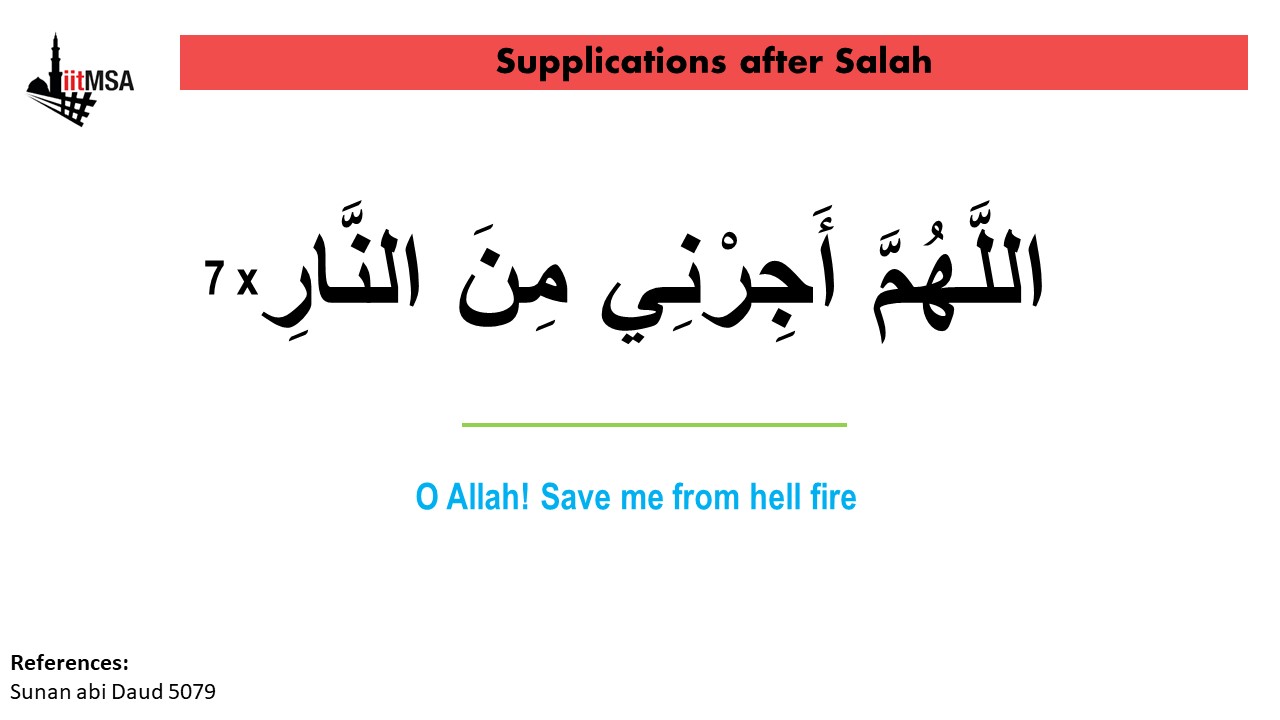 iitMSA
Supplications after Salah
اللَّهُمَّ أَجِرْنِي مِنَ النَّارِ 7 x
O Allah! Save me from hell fire
References:
Sunan abi Daud 5079